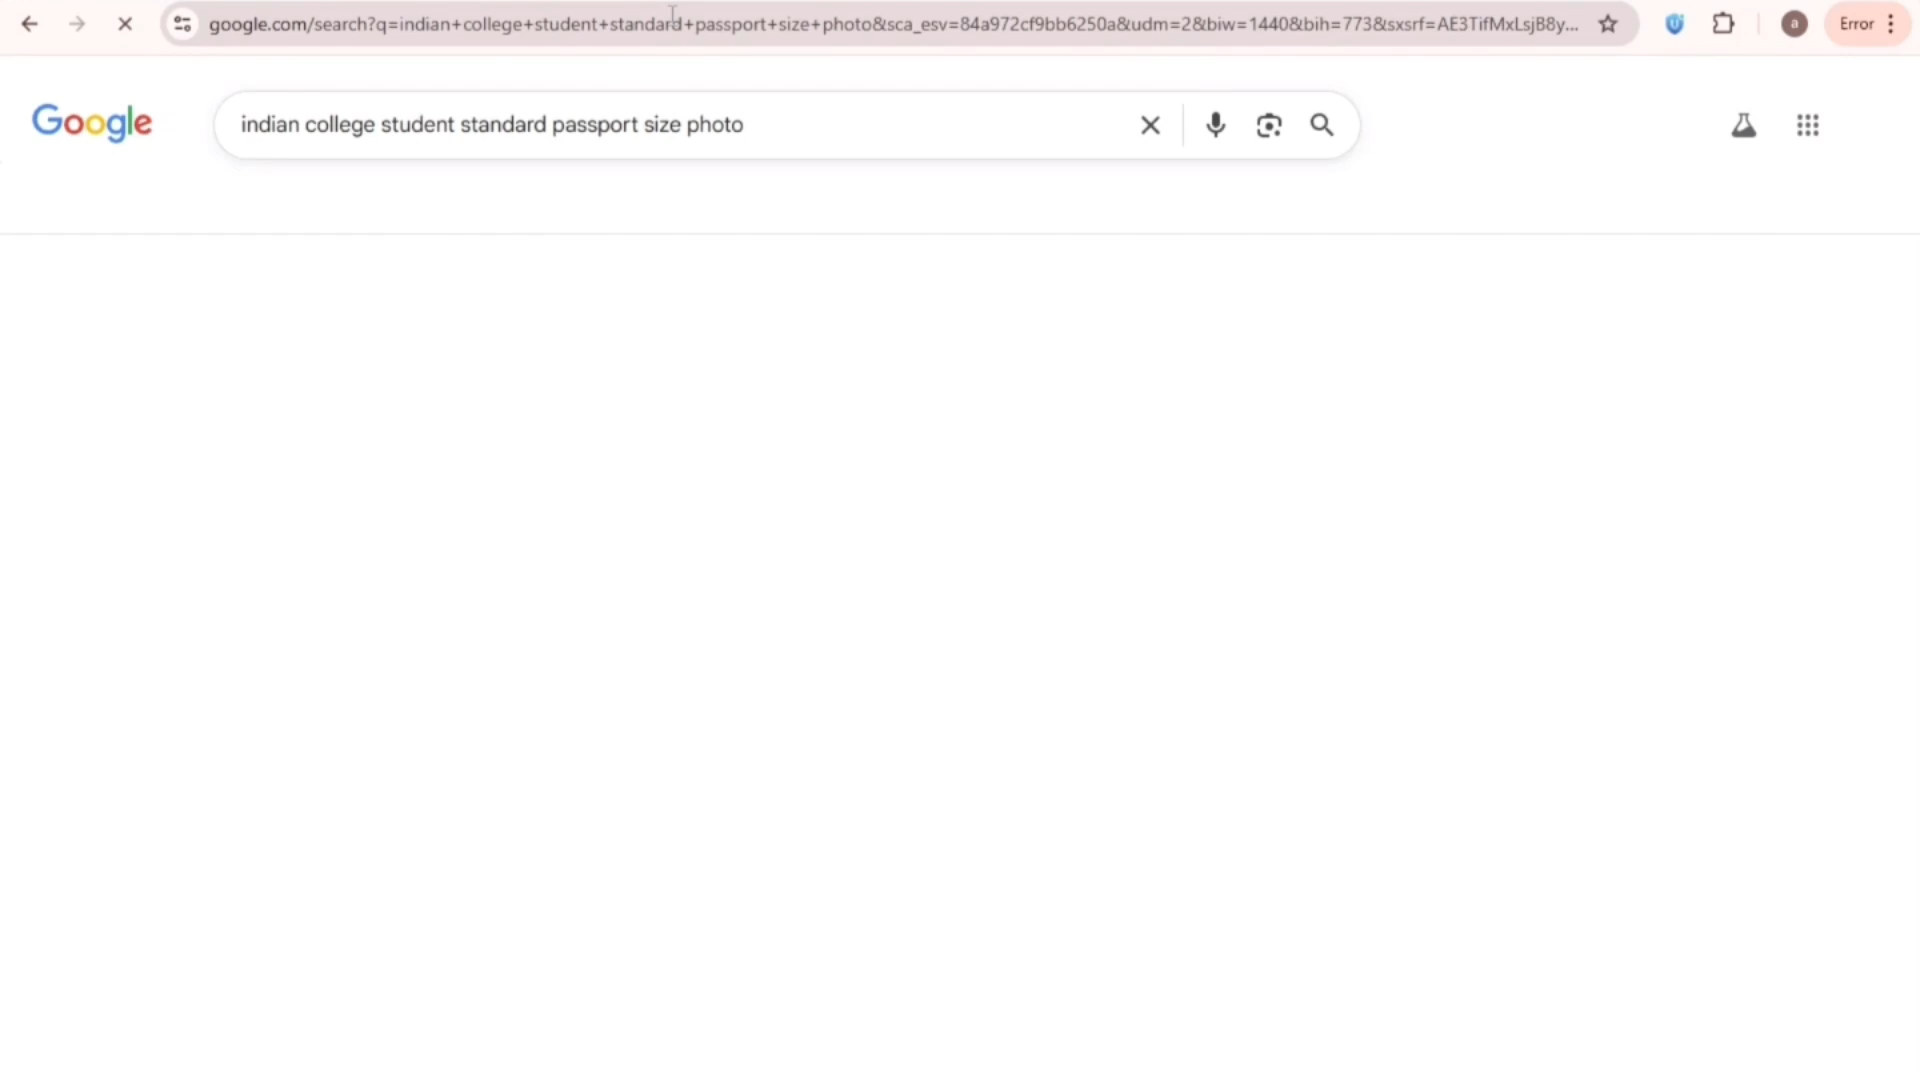 google.com/search?q=indian+college+student+standard+passport+size+photo&sca_esv=84a972cf9bb6250a&udm=2&biw=1440&bih=773&sxsrf=AE3TifMxLsjB8y...
a
Error
Google
indian college student standard passport size photo